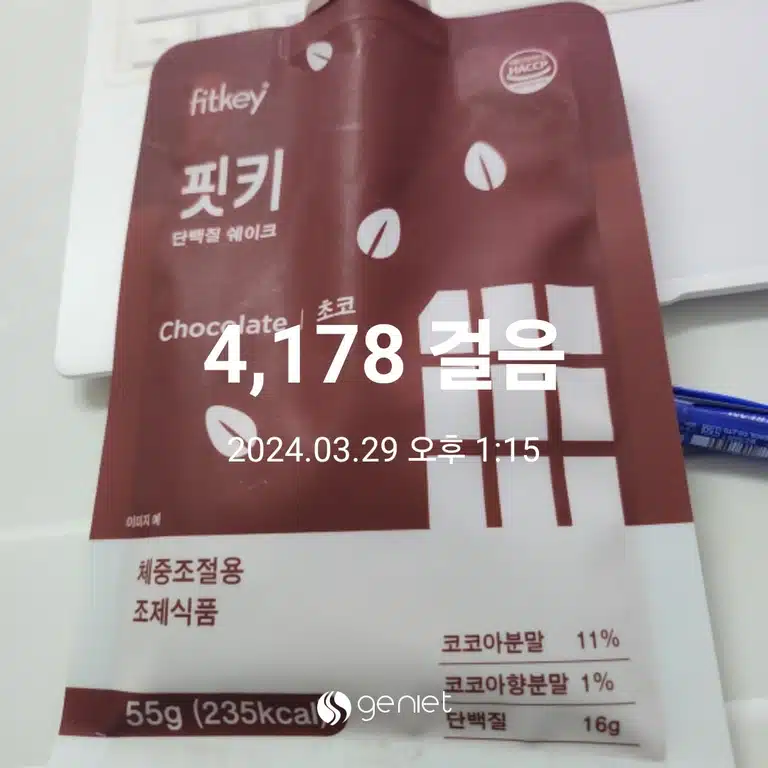 fitkey
HACCP
핏키
단백질 쉐이크
Chocolate | 초코
4,178 걸음
2024.03.29 오후 1:15
이미지 예
체중조절용
조제식품
코코아분말 11%
코코아향분말 1%
단백질 16g
55g (235kcal)
geniet